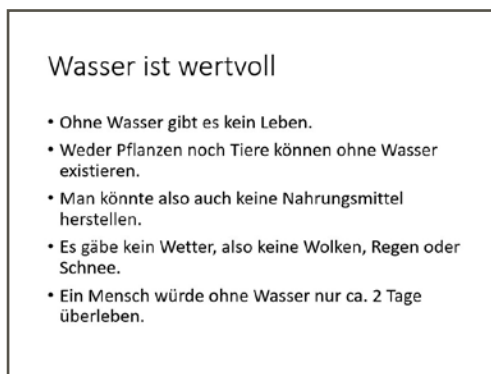 Wasser ist wertvoll
• Ohne Wasser gibt es kein Leben.
• Weder Pflanzen noch Tiere können ohne Wasser
existieren.
• Man könnte also auch keine Nahrungsmittel
herstellen.
• Es gäbe kein Wetter, also keine Wolken, Regen oder
Schnee.
• Ein Mensch würde ohne Wasser nur ca. 2 Tage
überleben.